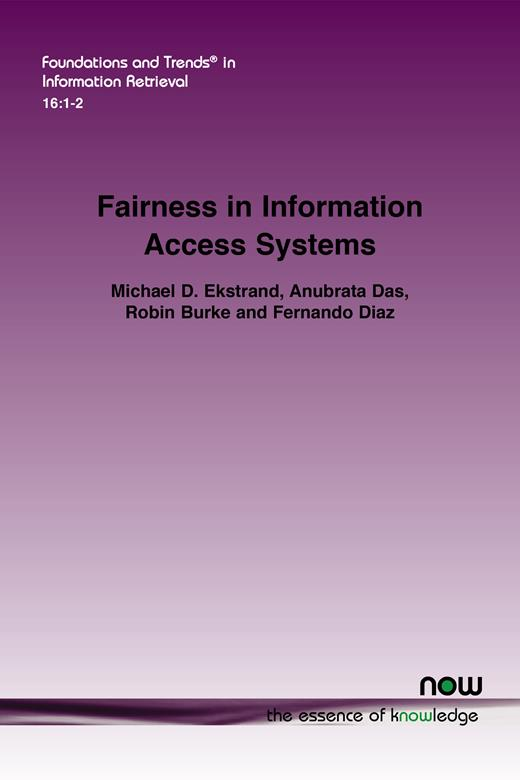 Foundations and Trends® in
Information Retrieval
16:1-2
Fairness in Information
Access Systems
Michael D. Ekstrand, Anubrata Das,
Robin Burke and Fernando Diaz
now
the essence of knowledge